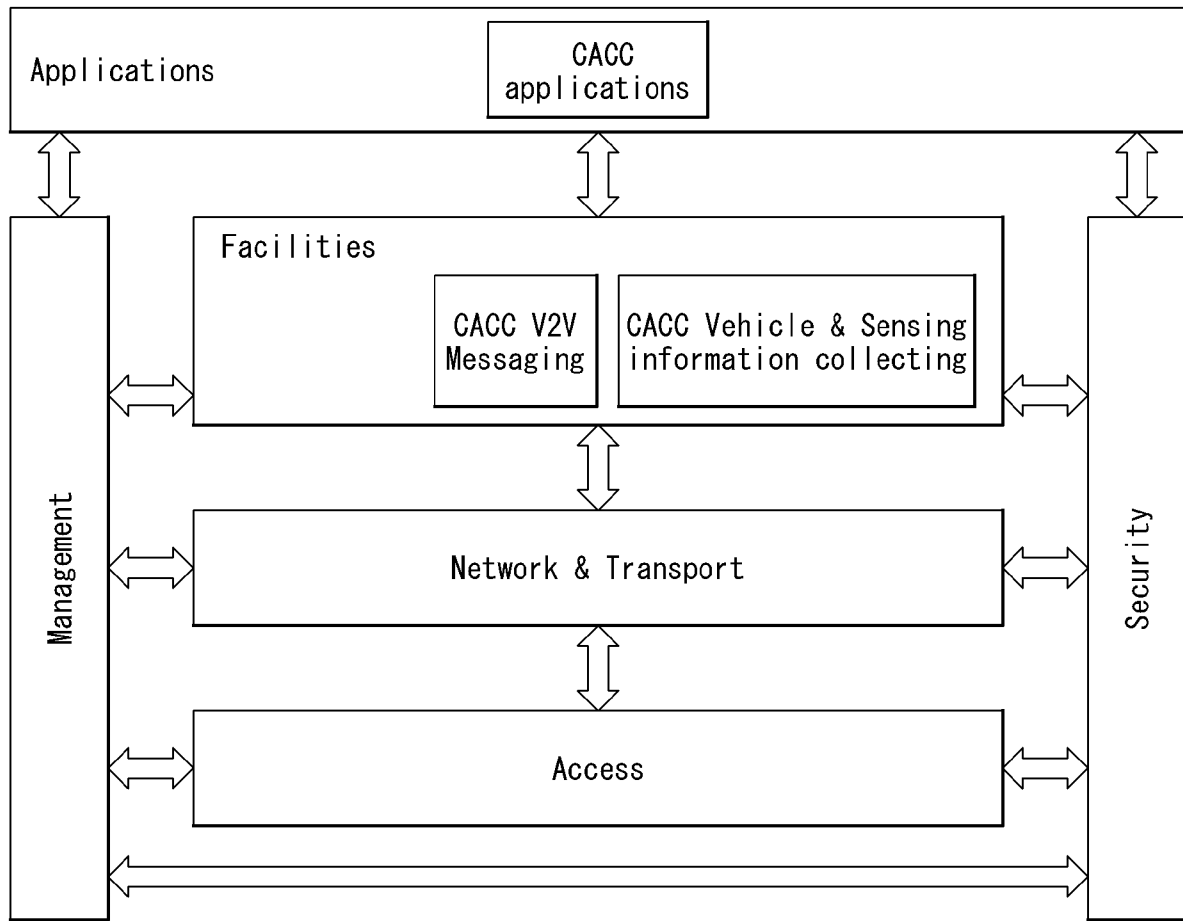 Applications
CACC
applications
Facilities
CACC V2V
Messaging
CACC Vehicle & Sensing
information collecting
Management
Network & Transport
Security
Access